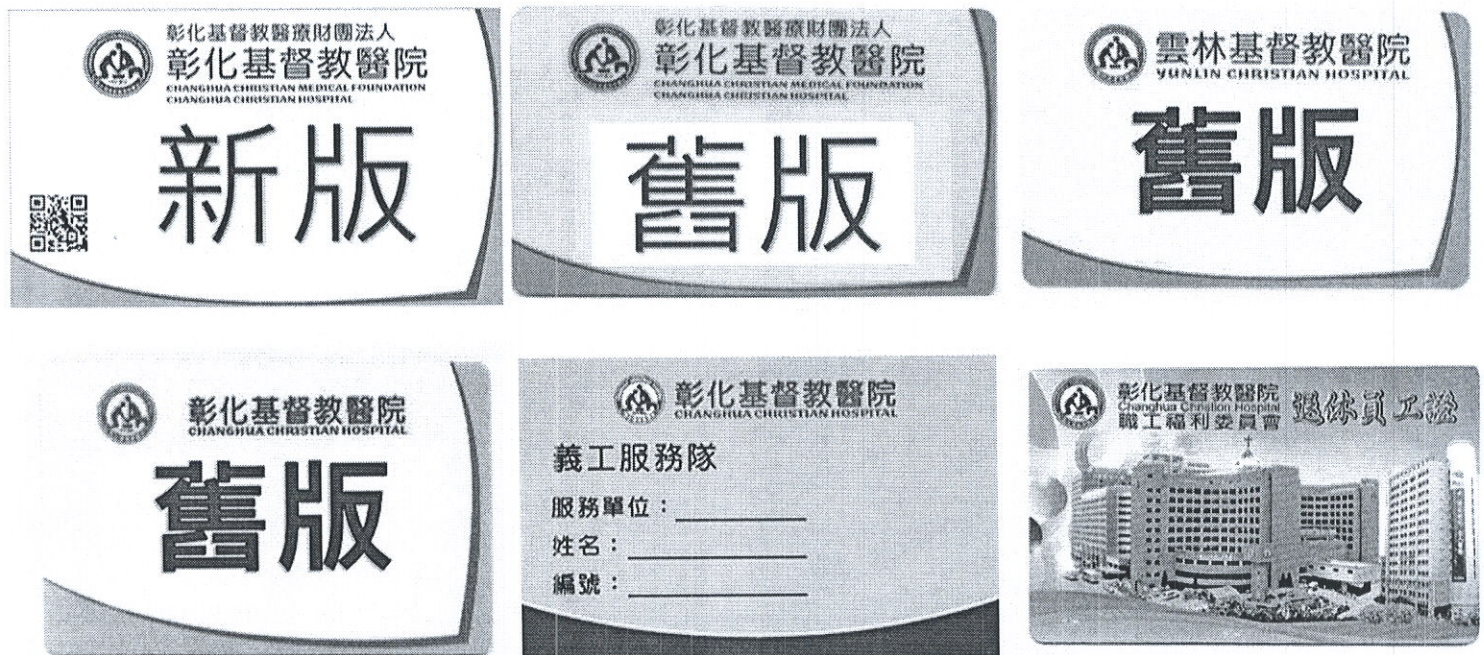 彰化基督教醫療財團法人
彰化基督教醫院
CHANGHUA CHRISTIAN MEDICAL FOUNDATION
CHANGHUA CHRISTIAN HOSPITAL
新版
彰化基督教醫療財團法人
彰化基督教醫院
CHANGHUA CHRISTIAN MEDICAL FOUNDATION
CHANGHUA CHRISTIAN HOSPITAL
舊版
雲林基督教醫院
YUNLIN CHRISTIAN HOSPITAL
舊版
彰化基督教醫院
CHANGHUA CHRISTIAN HOSPITAL
舊版
彰化基督教醫院
CHANGHUA CHRISTIAN HOSPITAL
義工服務隊
服務單位：
姓名：
編號：
彰化基督教醫院
Changhua Christian Hospital
職工福利委員會
退休員工證